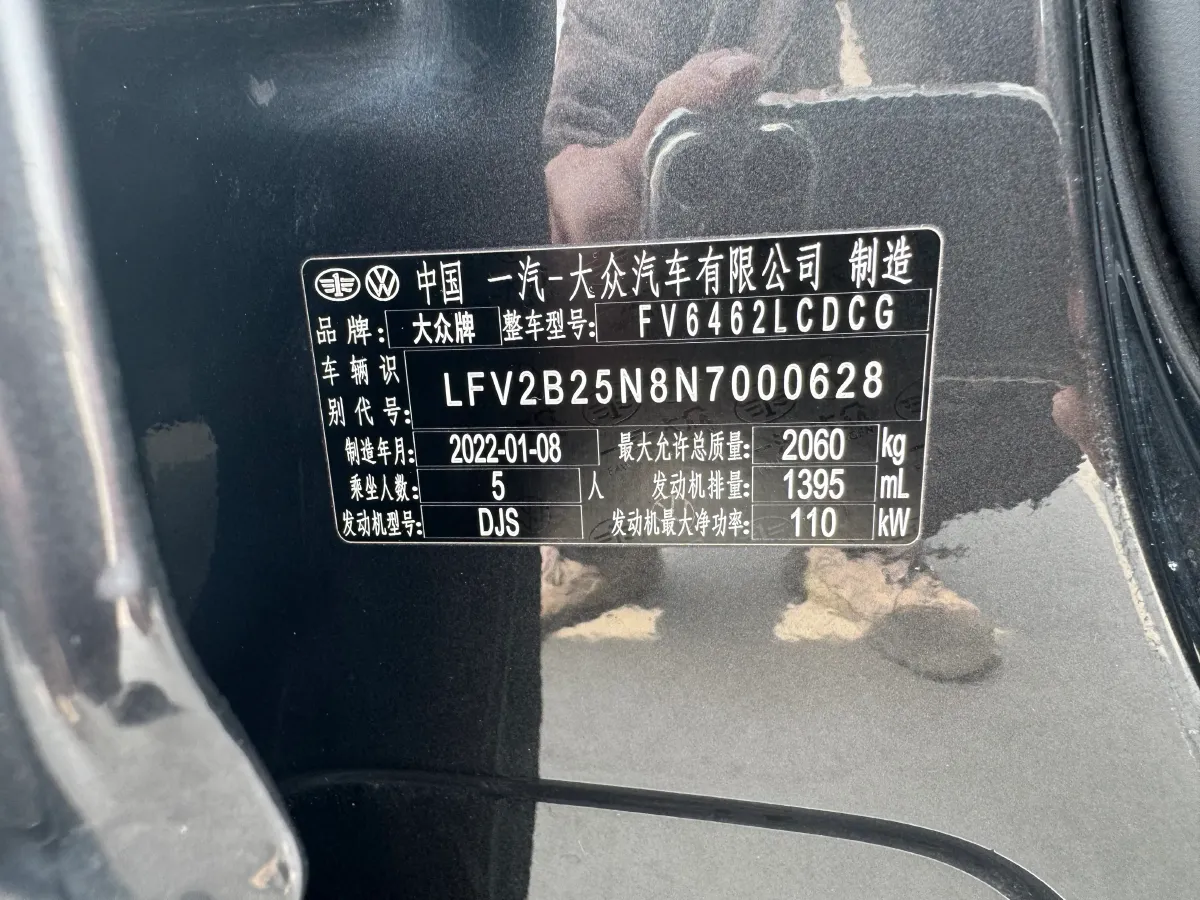 中国 一汽-大众汽车有限公司 制造
品牌: 大众牌 整车型号: FV6462LCDCG
车辆识别代号: LFV2B25N8N7000628
制造年月: 2022-01-08 最大允许总质量: 2060 kg
乘坐人数: 5 人 发动机排量: 1395 mL
发动机型号: DJS 发动机最大净功率: 110 kW